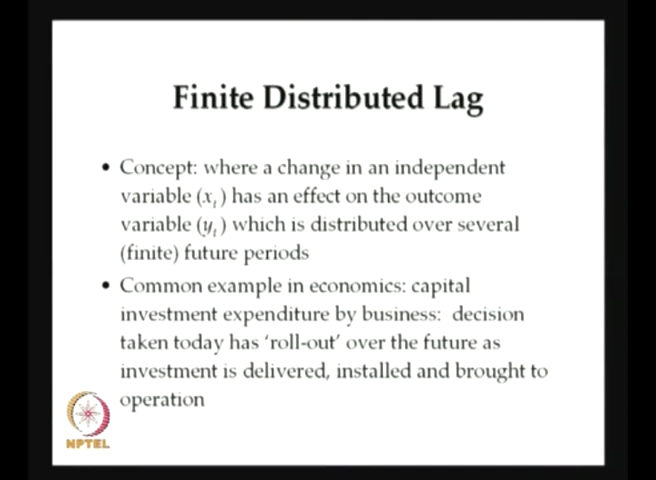 Finite Distributed Lag
• Concept: where a change in an independent
variable (xₜ) has an effect on the outcome
variable (yₜ) which is distributed over several
(finite) future periods
• Common example in economics: capital
investment expenditure by business: decision
taken today has ‘roll-out’ over the future as
investment is delivered, installed and brought to
operation
NPTEL